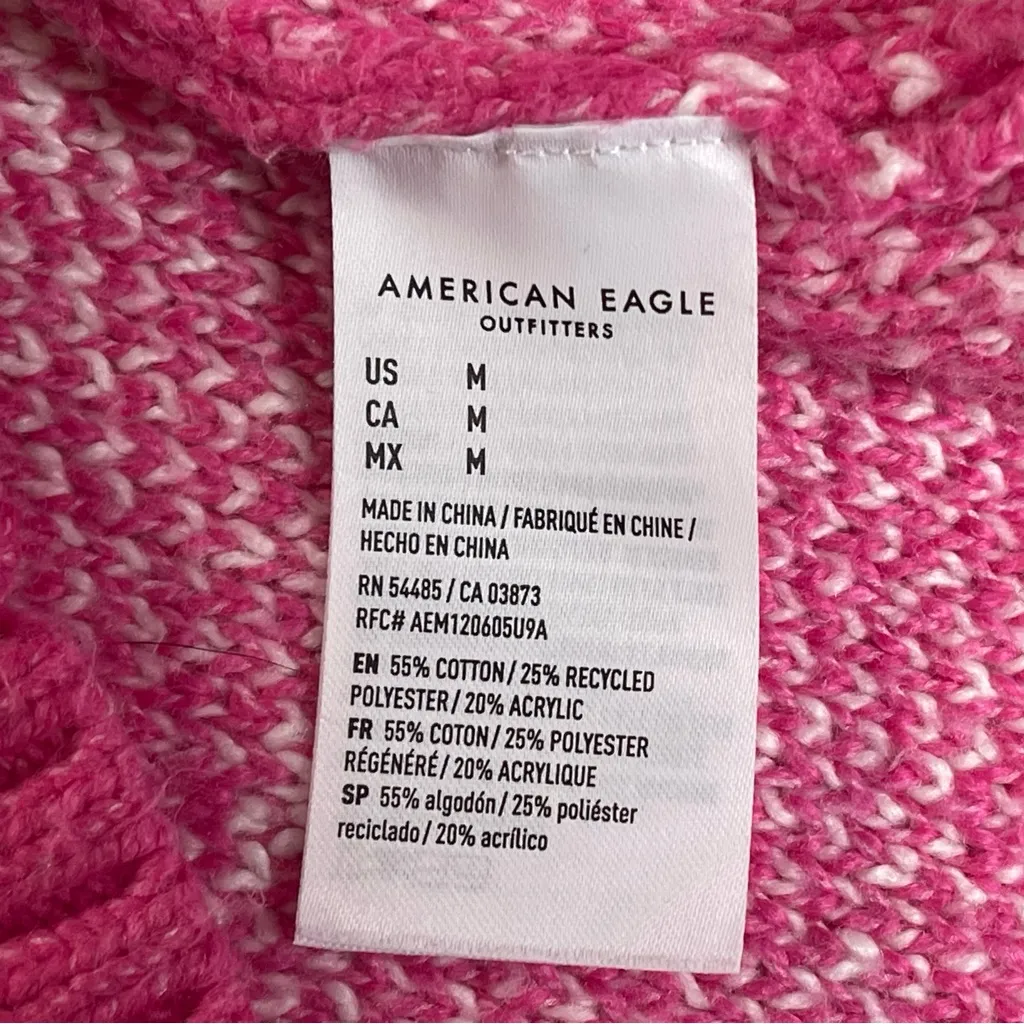 AMERICAN EAGLE
OUTFITTERS
US M
CA M
MX M
MADE IN CHINA / FABRIQUÉ EN CHINE /
HECHO EN CHINA
RN 54485 / CA 03873
RFC# AEM120605U9A
EN 55% COTTON / 25% RECYCLED
POLYESTER / 20% ACRYLIC
FR 55% COTON / 25% POLYESTER
RÉGÉNÉRÉ / 20% ACRYLIQUE
SP 55% algodón / 25% poliéster
reciclado / 20% acrílico